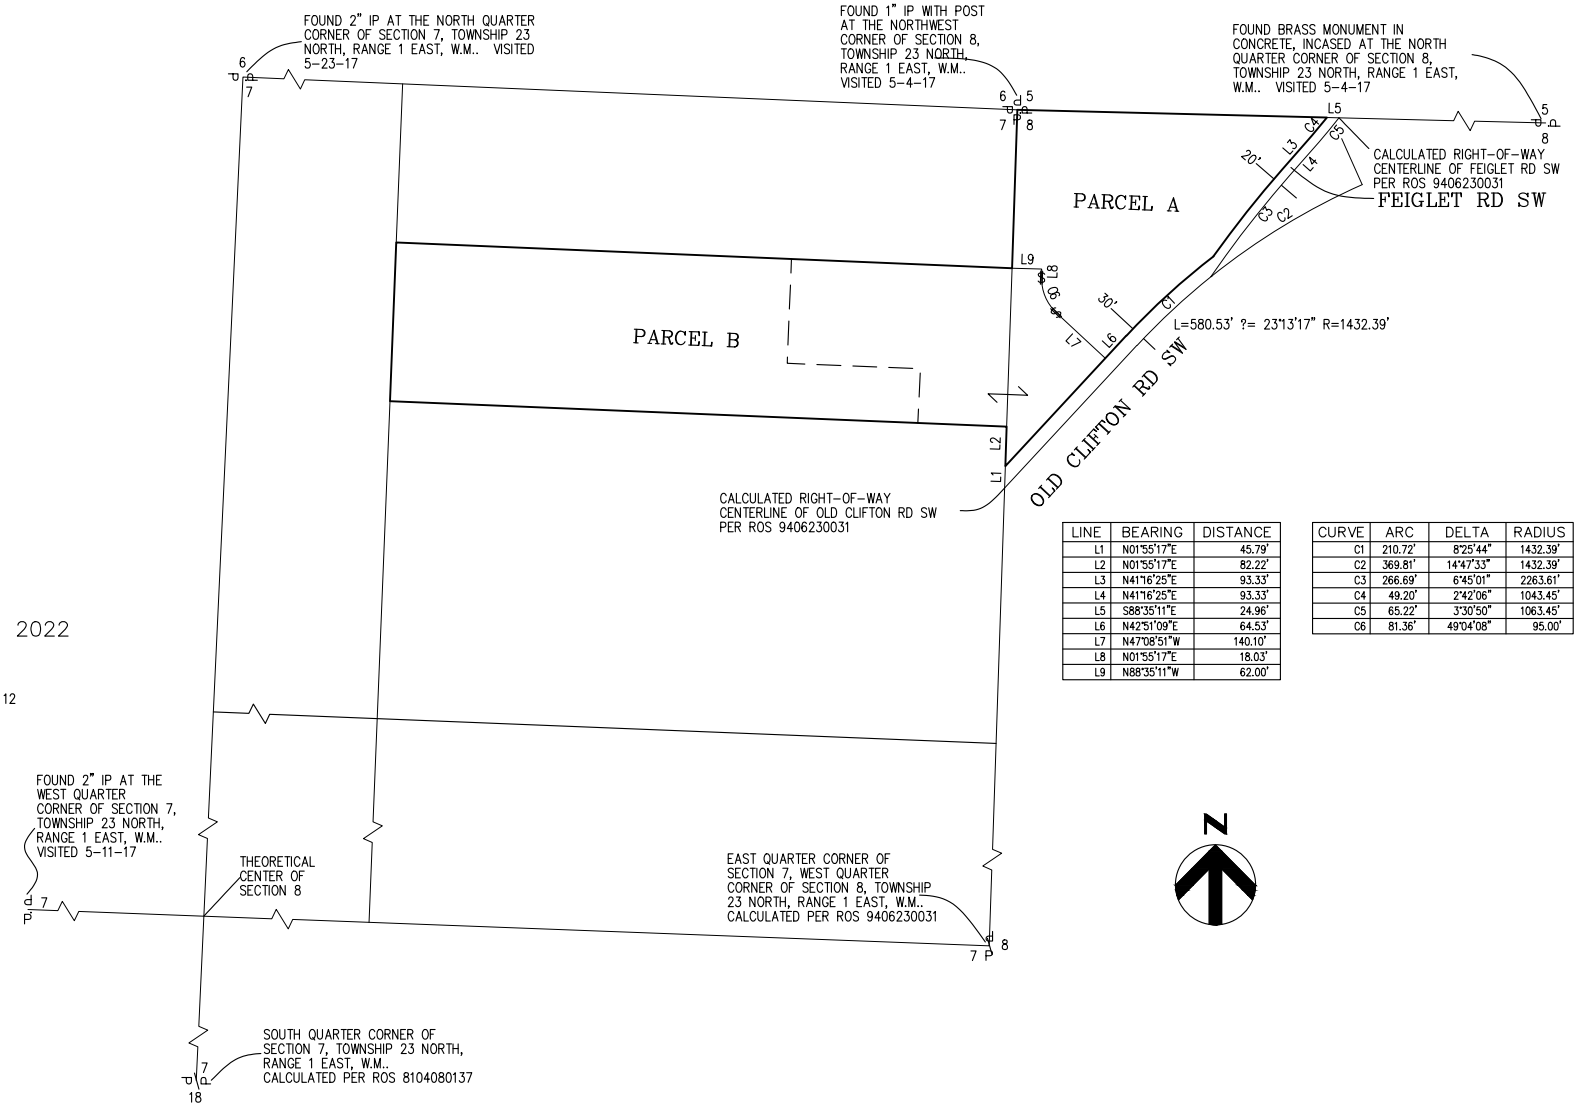 FOUND 2" IP AT THE NORTH QUARTER
CORNER OF SECTION 7, TOWNSHIP 23
NORTH, RANGE 1 EAST, W.M.. VISITED
5-23-17
6
7
FOUND 1" IP WITH POST
AT THE NORTHWEST
CORNER OF SECTION 8,
TOWNSHIP 23 NORTH,
RANGE 1 EAST, W.M..
VISITED 5-4-17
6 5
7 8
FOUND BRASS MONUMENT IN
CONCRETE, INCASED AT THE NORTH
QUARTER CORNER OF SECTION 8,
TOWNSHIP 23 NORTH, RANGE 1 EAST,
W.M.. VISITED 5-4-17
5
8
L5
C4
C5
L3
L4
20'
CALCULATED RIGHT-OF-WAY
CENTERLINE OF FEIGLET RD SW
PER ROS 9406230031
FEIGLET RD SW
PARCEL A
C3
C2
L9
L8
C6
30'
C1
L=580.53' ?= 23°13'17" R=1432.39'
L7
L6
PARCEL B
OLD CLIFTON RD SW
L2
L1
CALCULATED RIGHT-OF-WAY
CENTERLINE OF OLD CLIFTON RD SW
PER ROS 9406230031
LINE BEARING DISTANCE
L1 N01°55'17"E 45.79'
L2 N01°55'17"E 82.22'
L3 N41°16'25"E 93.33'
L4 N41°16'25"E 93.33'
L5 S88°35'11"E 24.96'
L6 N42°51'09"E 64.53'
L7 N47°08'51"W 140.10'
L8 N01°55'17"E 18.03'
L9 N88°35'11"W 62.00'
CURVE ARC DELTA RADIUS
C1 210.72' 8°25'44" 1432.39'
C2 369.81' 14°47'33" 1432.39'
C3 266.69' 6°45'01" 2263.61'
C4 49.20' 2°42'06" 1043.45'
C5 65.22' 3°30'50" 1063.45'
C6 81.36' 49°04'08" 95.00'
2022
12
FOUND 2" IP AT THE
WEST QUARTER
CORNER OF SECTION 7,
TOWNSHIP 23 NORTH,
RANGE 1 EAST, W.M..
VISITED 5-11-17
7
THEORETICAL
CENTER OF
SECTION 8
EAST QUARTER CORNER OF
SECTION 7, WEST QUARTER
CORNER OF SECTION 8, TOWNSHIP
23 NORTH, RANGE 1 EAST, W.M..
CALCULATED PER ROS 9406230031
7 8
N
SOUTH QUARTER CORNER OF
SECTION 7, TOWNSHIP 23 NORTH,
RANGE 1 EAST, W.M..
CALCULATED PER ROS 8104080137
7
18